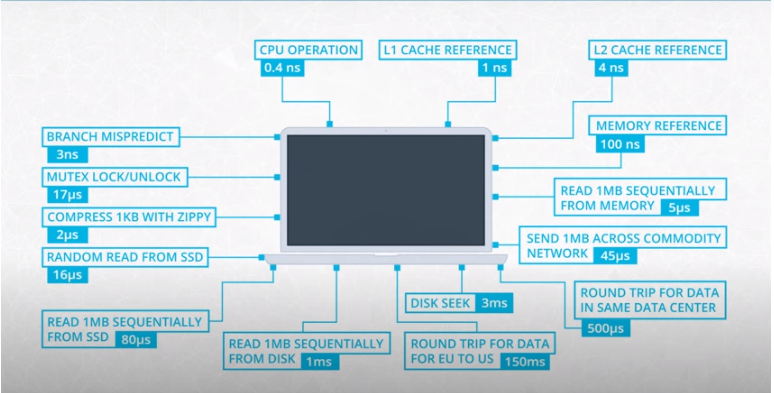 CPU OPERATION
0.4 ns
L1 CACHE REFERENCE
1 ns
L2 CACHE REFERENCE
4 ns
BRANCH MISPREDICT
3ns
MEMORY REFERENCE
100 ns
MUTEX LOCK/UNLOCK
17µs
READ 1MB SEQUENTIALLY
FROM MEMORY 5µs
COMPRESS 1KB WITH ZIPPY
2µs
SEND 1MB ACROSS COMMODITY
NETWORK 45µs
RANDOM READ FROM SSD
16µs
DISK SEEK 3ms
ROUND TRIP FOR DATA
IN SAME DATA CENTER
500µs
READ 1MB SEQUENTIALLY
FROM SSD 80µs
READ 1MB SEQUENTIALLY
FROM DISK 1ms
ROUND TRIP FOR DATA
FOR EU TO US 150ms